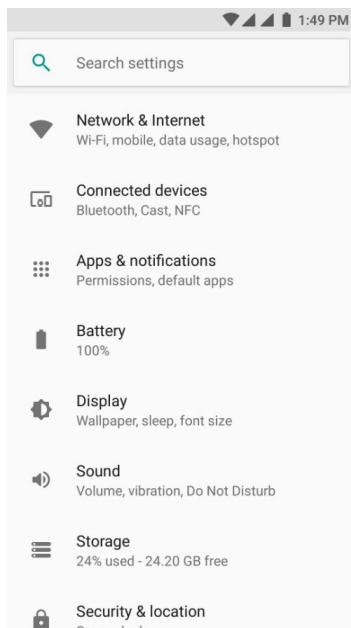 1:49 PM
Search settings
Network & Internet
Wi-Fi, mobile, data usage, hotspot
Connected devices
Bluetooth, Cast, NFC
Apps & notifications
Permissions, default apps
Battery
100%
Display
Wallpaper, sleep, font size
Sound
Volume, vibration, Do Not Disturb
Storage
24% used - 24.20 GB free
Security & location